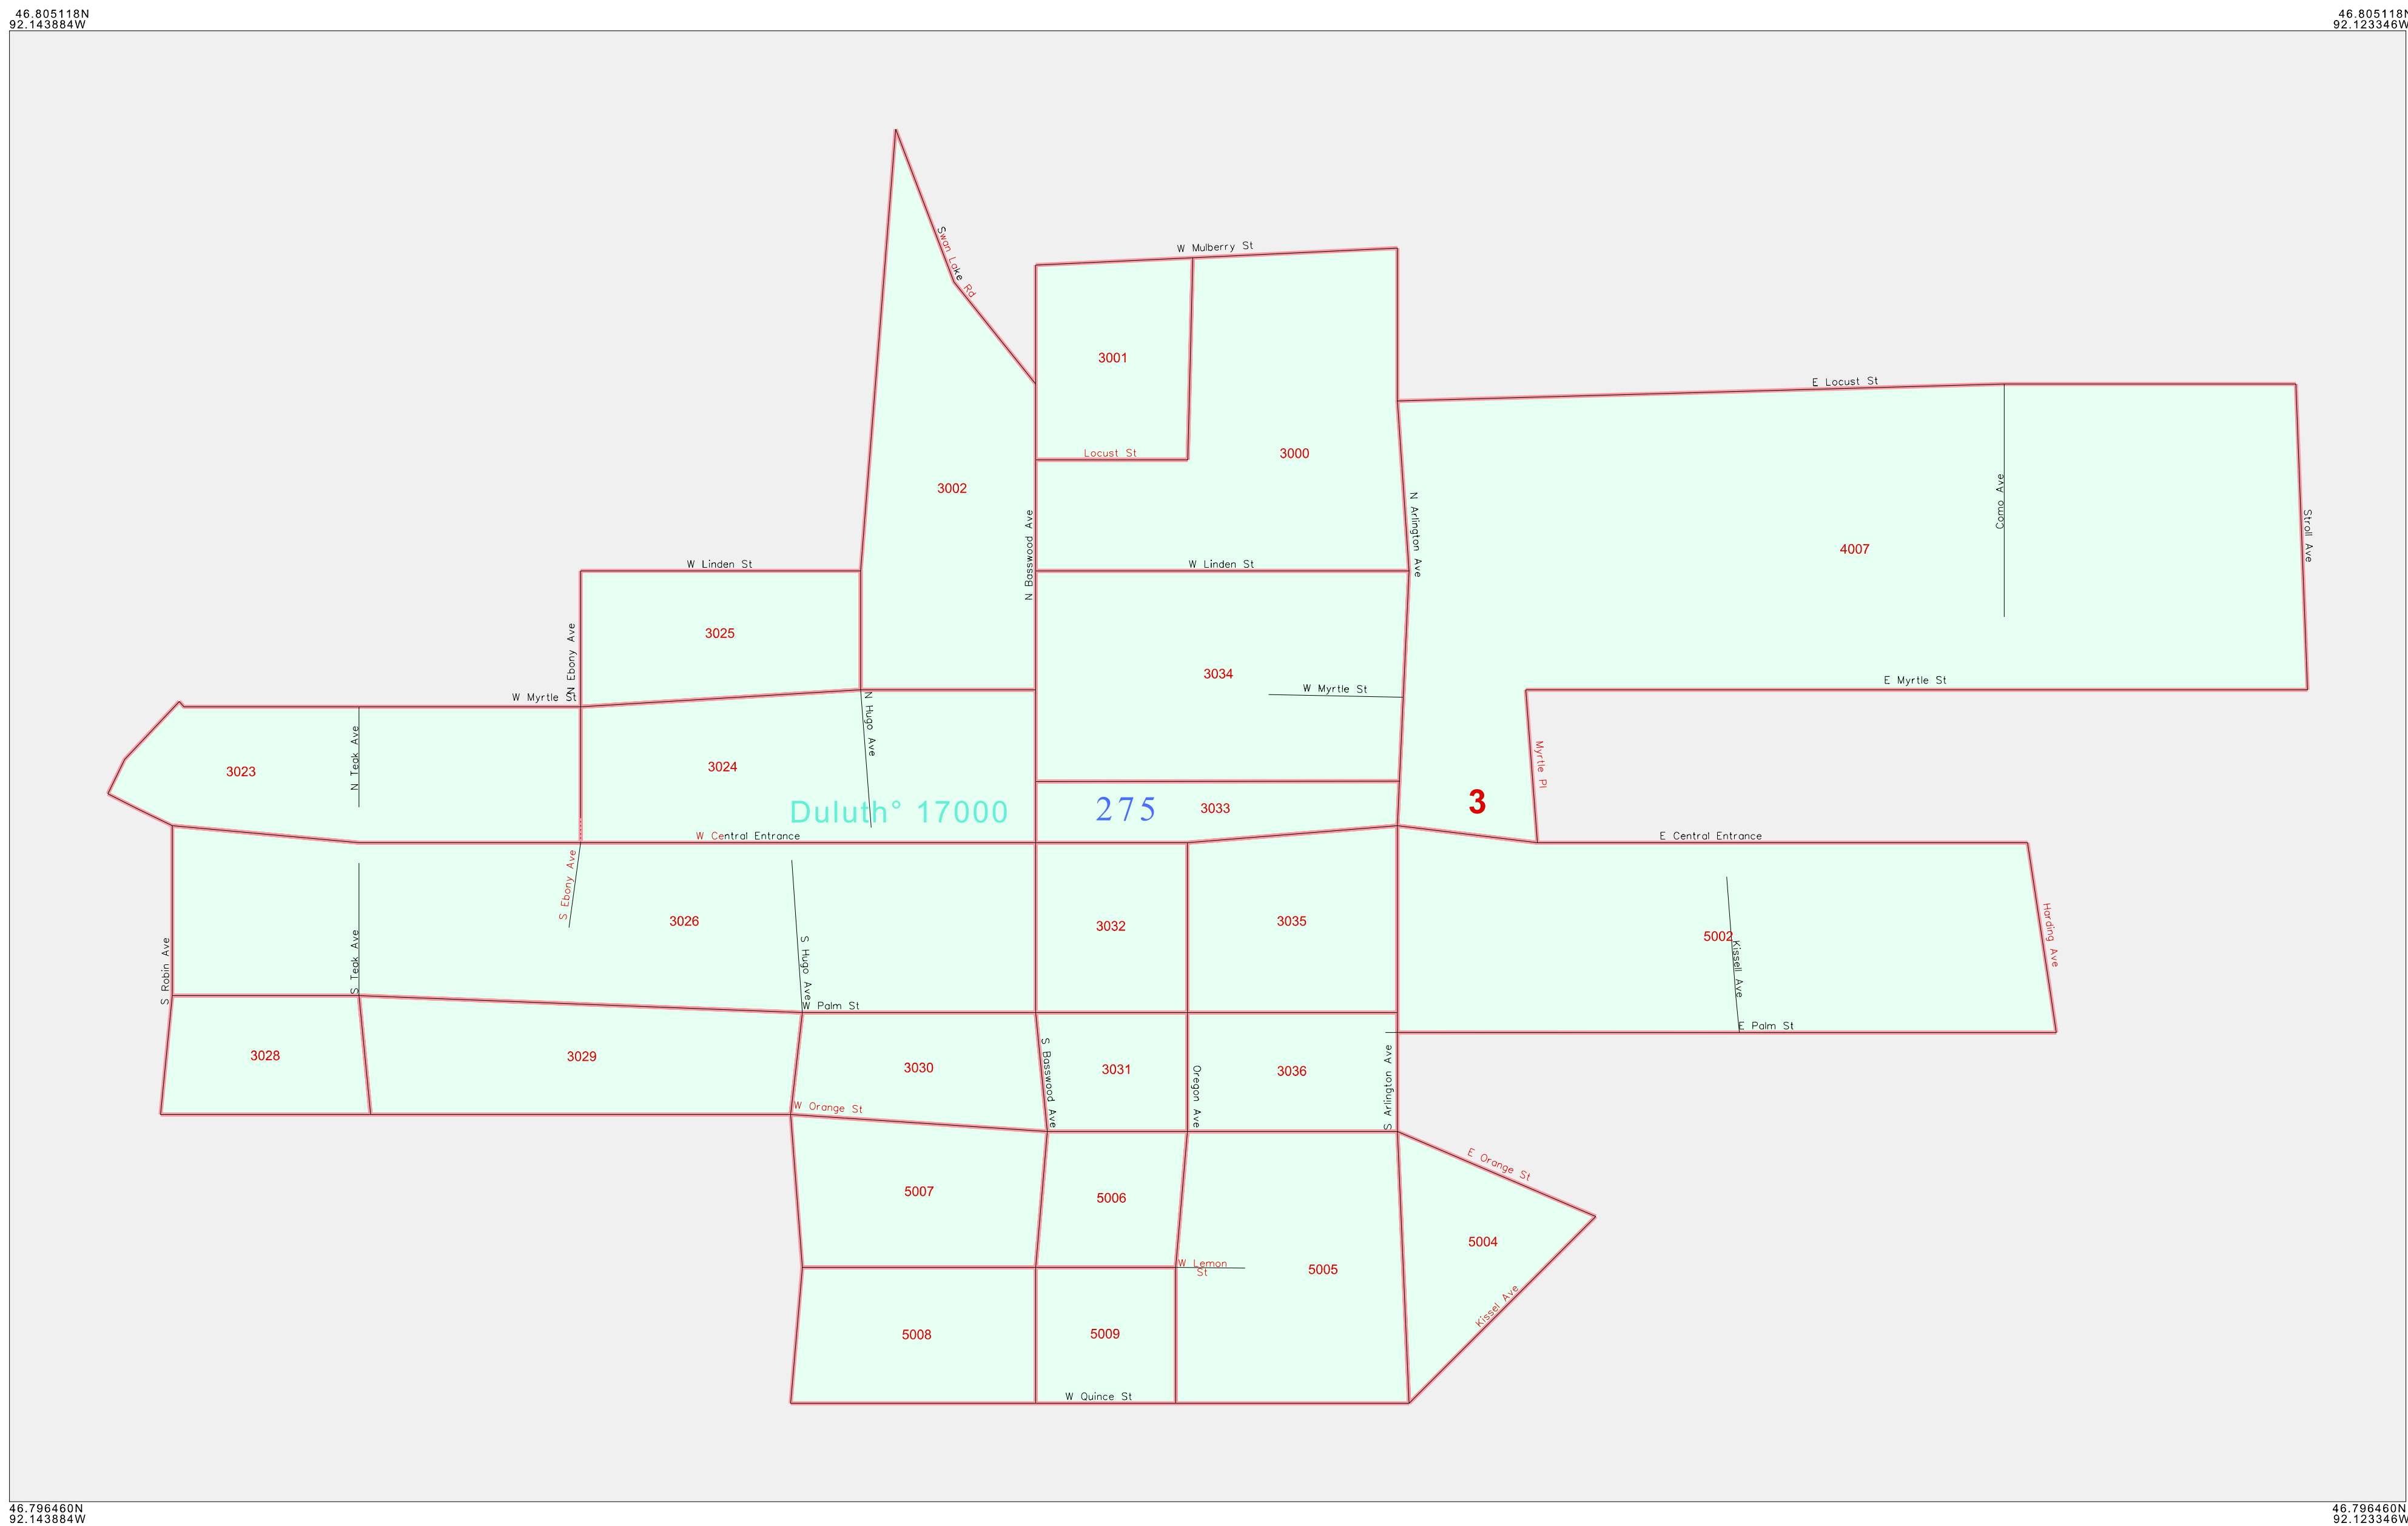 46.805118N
92.143884W
46.805118N
92.123346W
W Mulberry St
Swan Lake Rd
3001
E Locust St
Locust St
3000
3002
N Basswood Ave
N Arlington Ave
Como Ave
Stroll Ave
4007
W Linden St
W Linden St
N Ebony Ave
3025
3034
W Myrtle St
W Myrtle St
E Myrtle St
N Hugo Ave
N Teak Ave
3023
3024
Myrtle Pl
Duluth° 17000
275
3033
3
W Central Entrance
E Central Entrance
S Ebony Ave
3026
3032
3035
5002
Kissell Ave
Harding Ave
S Robin Ave
S Teak Ave
S Hugo Ave
W Palm St
E Palm St
3028
3029
3030
S Basswood Ave
3031
Oregon Ave
3036
S Arlington Ave
W Orange St
E Orange St
5007
5006
5004
W Lemon
St
5005
Kissel Ave
5008
5009
W Quince St
46.796460N
92.143884W
46.796460N
92.123346W